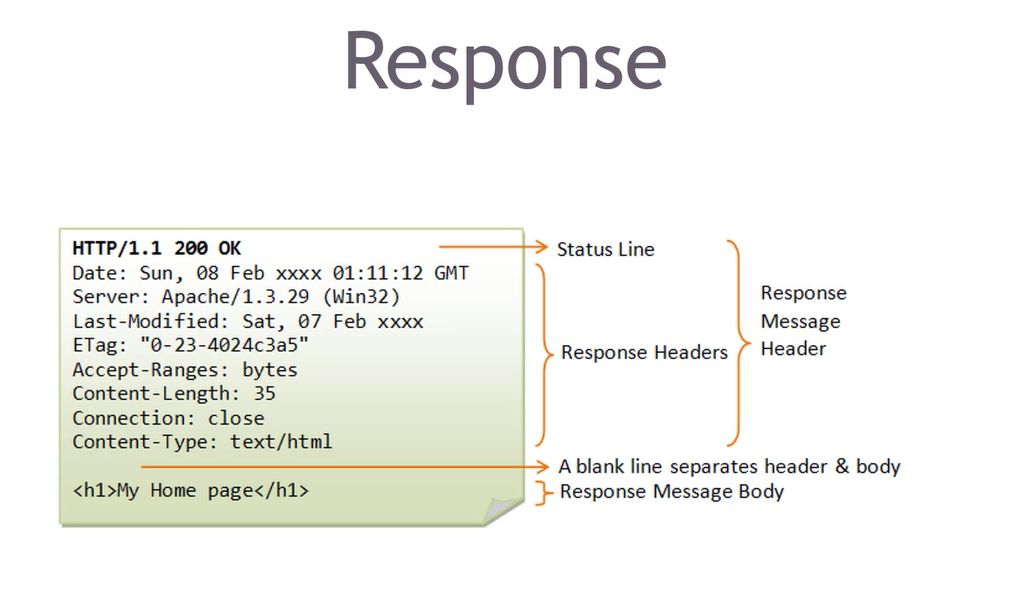 Response
HTTP/1.1 200 OK
Date: Sun, 08 Feb xxxx 01:11:12 GMT
Server: Apache/1.3.29 (Win32)
Last-Modified: Sat, 07 Feb xxxx
ETag: "0-23-4024c3a5"
Accept-Ranges: bytes
Content-Length: 35
Connection: close
Content-Type: text/html
<h1>My Home page</h1>
Status Line
Response Headers
Response
Message
Header
A blank line separates header & body
Response Message Body